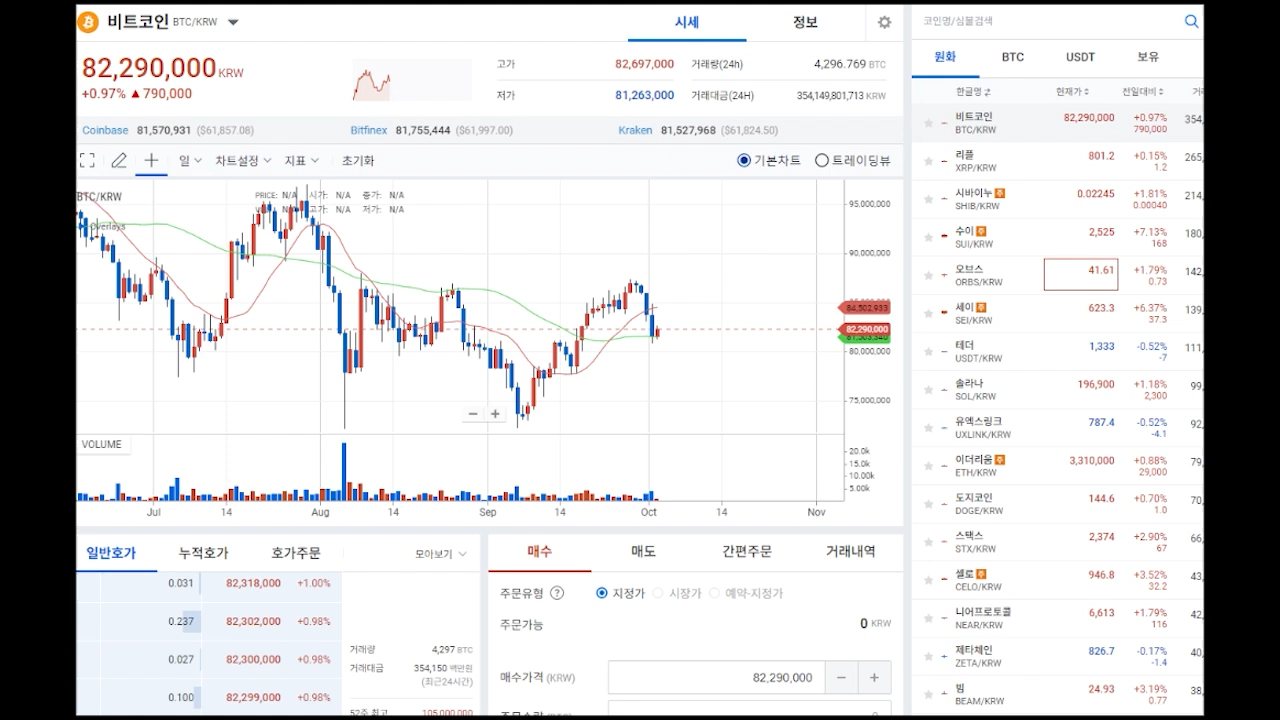 비트코인 BTC/KRW
시세 정보
82,290,000 KRW
+0.97% ▲ 790,000
고가 82,697,000 거래량(24h) 4,296.769 BTC
저가 81,263,000 거래대금(24H) 354,149,801,713 KRW
Coinbase 81,570,931 ($61,857.08) Bitfinex 81,755,444 ($61,997.00) Kraken 81,527,968 ($61,824.50)
일 차트설정 지표 초기화 기본차트 트레이딩뷰
BTC/KRW
PRICE: N/A 시가: N/A 종가: N/A
N/A 고가: N/A 저가: N/A
Overlays
95,000,000
90,000,000
84,502,933
82,290,000
80,000,000
75,000,000
VOLUME
20.0k
15.0k
10.00k
5.00k
Jul 14 Aug 14 Sep 14 Oct 14 Nov
일반호가 누적호가 호가주문 모아보기
0.031 82,318,000 +1.00%
0.237 82,302,000 +0.98%
0.027 82,300,000 +0.98%
0.100 82,299,000 +0.98%
거래량 4,297 BTC
거래대금 354,150 백만원
(최근24시간)
52주 최고 105,000,000
매수 매도 간편주문 거래내역
주문유형 ? 지정가 시장가 예약-지정가
주문가능 0 KRW
매수가격 (KRW) 82,290,000 − +
코인명/심볼검색
원화 BTC USDT 보유
한글명 현재가 전일대비
비트코인 82,290,000 +0.97% 354,
BTC/KRW 790,000
리플 801.2 +0.15% 265,
XRP/KRW 1.2
시바이누 주 0.02245 +1.81% 214,
SHIB/KRW 0.00040
수이 주 2,525 +7.13% 180,
SUI/KRW 168
오브스 41.61 +1.79% 142,
ORBS/KRW 0.73
세이 주 623.3 +6.37% 139,
SEI/KRW 37.3
테더 1,333 -0.52% 111,
USDT/KRW -7
솔라나 196,900 +1.18% 99,
SOL/KRW 2,300
유엑스링크 787.4 -0.52% 92,
UXLINK/KRW -4.1
이더리움 주 3,310,000 +0.88% 79,
ETH/KRW 29,000
도지코인 144.6 +0.70% 70,
DOGE/KRW 1.0
스택스 2,374 +2.90% 66,
STX/KRW 67
셀로 주 946.8 +3.52% 43,
CELO/KRW 32.2
니어프로토콜 6,613 +1.79% 42,
NEAR/KRW 116
제타체인 826.7 -0.17% 40,
ZETA/KRW -1.4
빔 24.93 +3.19% 38,
BEAM/KRW 0.77